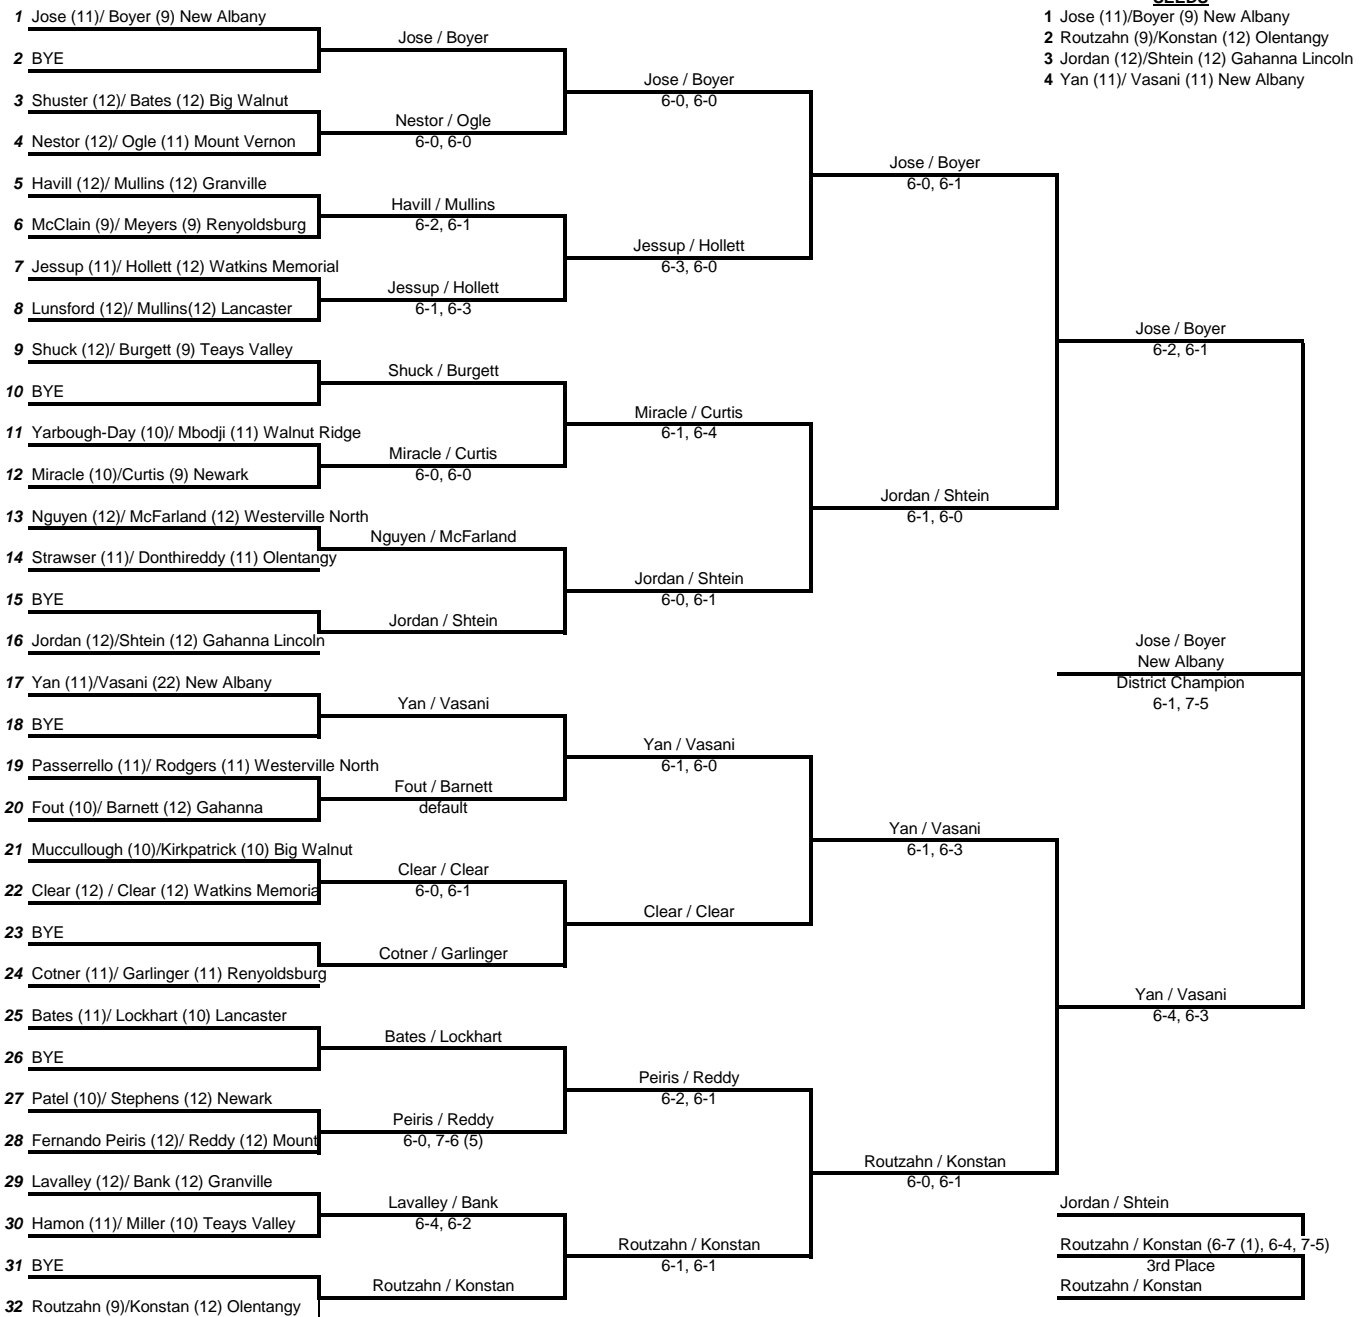 SEEDS
1 Jose (11)/Boyer (9) New Albany
2 Routzahn (9)/Konstan (12) Olentangy
3 Jordan (12)/Shtein (12) Gahanna Lincoln
4 Yan (11)/ Vasani (11) New Albany
1 Jose (11)/ Boyer (9) New Albany
2 BYE
3 Shuster (12)/ Bates (12) Big Walnut
4 Nestor (12)/ Ogle (11) Mount Vernon
5 Havill (12)/ Mullins (12) Granville
6 McClain (9)/ Meyers (9) Renyoldsburg
7 Jessup (11)/ Hollett (12) Watkins Memorial
8 Lunsford (12)/ Mullins(12) Lancaster
9 Shuck (12)/ Burgett (9) Teays Valley
10 BYE
11 Yarbough-Day (10)/ Mbodji (11) Walnut Ridge
12 Miracle (10)/Curtis (9) Newark
13 Nguyen (12)/ McFarland (12) Westerville North
14 Strawser (11)/ Donthireddy (11) Olentangy
15 BYE
16 Jordan (12)/Shtein (12) Gahanna Lincoln
17 Yan (11)/Vasani (22) New Albany
18 BYE
19 Passerrello (11)/ Rodgers (11) Westerville North
20 Fout (10)/ Barnett (12) Gahanna
21 Muccullough (10)/Kirkpatrick (10) Big Walnut
22 Clear (12) / Clear (12) Watkins Memoria
23 BYE
24 Cotner (11)/ Garlinger (11) Renyoldsburg
25 Bates (11)/ Lockhart (10) Lancaster
26 BYE
27 Patel (10)/ Stephens (12) Newark
28 Fernando Peiris (12)/ Reddy (12) Mount
29 Lavalley (12)/ Bank (12) Granville
30 Hamon (11)/ Miller (10) Teays Valley
31 BYE
32 Routzahn (9)/Konstan (12) Olentangy
Jose / Boyer
Nestor / Ogle
6-0, 6-0
Havill / Mullins
6-2, 6-1
Jessup / Hollett
6-1, 6-3
Shuck / Burgett
Miracle / Curtis
6-0, 6-0
Nguyen / McFarland
Jordan / Shtein
Yan / Vasani
Fout / Barnett
default
Clear / Clear
6-0, 6-1
Cotner / Garlinger
Bates / Lockhart
Peiris / Reddy
6-0, 7-6 (5)
Lavalley / Bank
6-4, 6-2
Routzahn / Konstan
Jose / Boyer
6-0, 6-0
Jessup / Hollett
6-3, 6-0
Miracle / Curtis
6-1, 6-4
Jordan / Shtein
6-0, 6-1
Yan / Vasani
6-1, 6-0
Clear / Clear
Peiris / Reddy
6-2, 6-1
Routzahn / Konstan
6-1, 6-1
Jose / Boyer
6-0, 6-1
Jordan / Shtein
6-1, 6-0
Yan / Vasani
6-1, 6-3
Routzahn / Konstan
6-0, 6-1
Jose / Boyer
6-2, 6-1
Yan / Vasani
6-4, 6-3
Jose / Boyer
New Albany
District Champion
6-1, 7-5
Jordan / Shtein
Routzahn / Konstan (6-7 (1), 6-4, 7-5)
3rd Place
Routzahn / Konstan